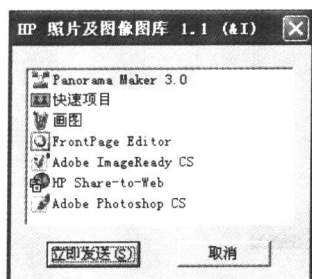 HP 照片及图像图库 1.1 (&I)
Panorama Maker 3.0
快速项目
画图
FrontPage Editor
Adobe ImageReady CS
HP Share-to-Web
Adobe Photoshop CS
立即发送(S)
取消